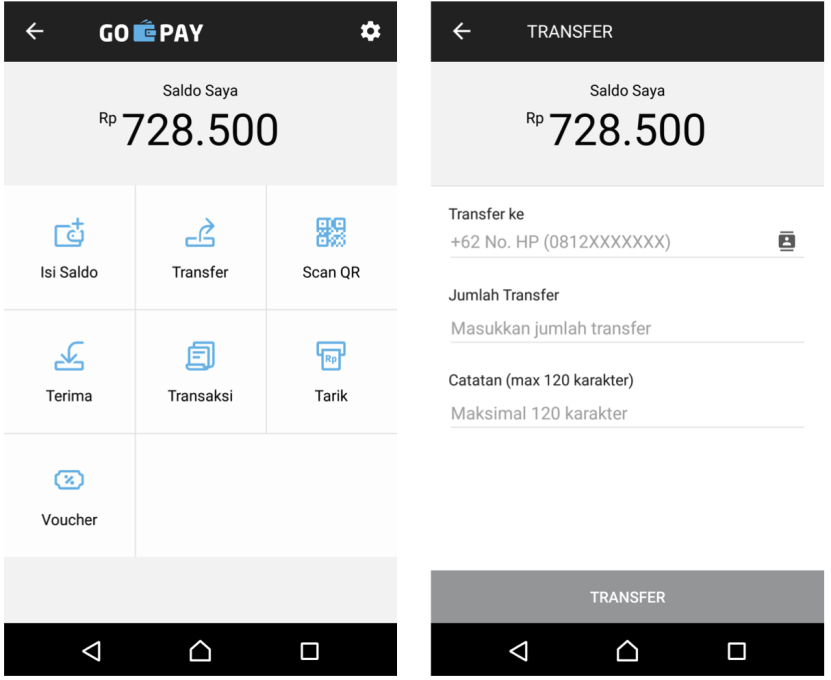 GO PAY
Saldo Saya
Rp 728.500
Isi Saldo
Transfer
Scan QR
Terima
Transaksi
Rp
Tarik
Voucher
TRANSFER
Saldo Saya
Rp 728.500
Transfer ke
+62 No. HP (0812XXXXXXX)
Jumlah Transfer
Masukkan jumlah transfer
Catatan (max 120 karakter)
Maksimal 120 karakter
TRANSFER